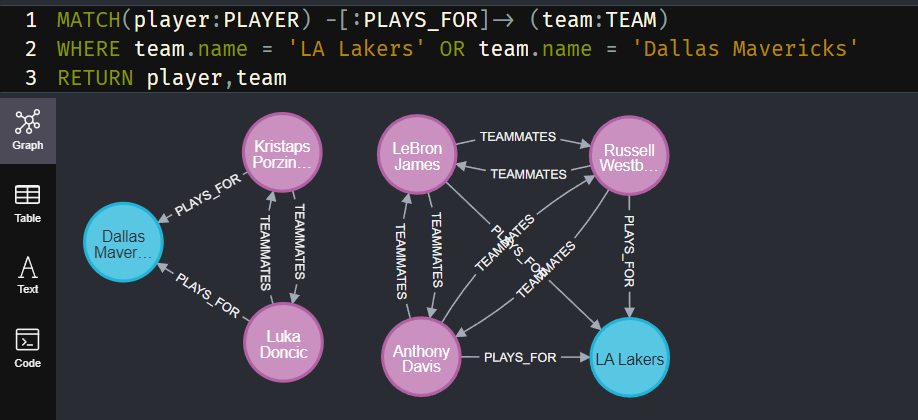 1 MATCH(player:PLAYER) -[:PLAYS_FOR]-> (team:TEAM)
2 WHERE team.name = 'LA Lakers' OR team.name = 'Dallas Mavericks'
3 RETURN player,team
Graph
Table
Text
Code
Kristaps
Porzin...
Dallas
Maver...
Luka
Doncic
PLAYS_FOR
PLAYS_FOR
TEAMMATES
TEAMMATES
LeBron
James
Russell
Westb...
Anthony
Davis
LA Lakers
TEAMMATES
TEAMMATES
TEAMMATES
TEAMMATES
TEAMMATES
TEAMMATES
PLAYS_FOR
PLAYS_FOR
PLAYS_FOR